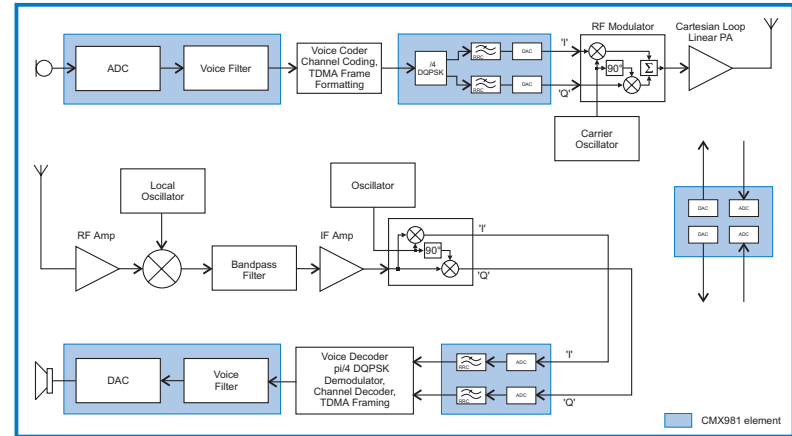 RF Modulator
Cartesian Loop
Linear PA
ADC
Voice Filter
Voice Coder
Channel Coding,
TDMA Frame
Formatting
/4
DQPSK
RRC
DAC
'I'
90°
Σ
RRC
DAC
'Q'
Carrier
Oscillator
Local
Oscillator
Oscillator
RF Amp
Bandpass
Filter
IF Amp
90°
'I'
'Q'
DAC
ADC
DAC
ADC
DAC
Voice
Filter
Voice Decoder
pi/4 DQPSK
Demodulator,
Channel Decoder,
TDMA Framing
RRC
ADC
'I'
RRC
ADC
'Q'
CMX981 element